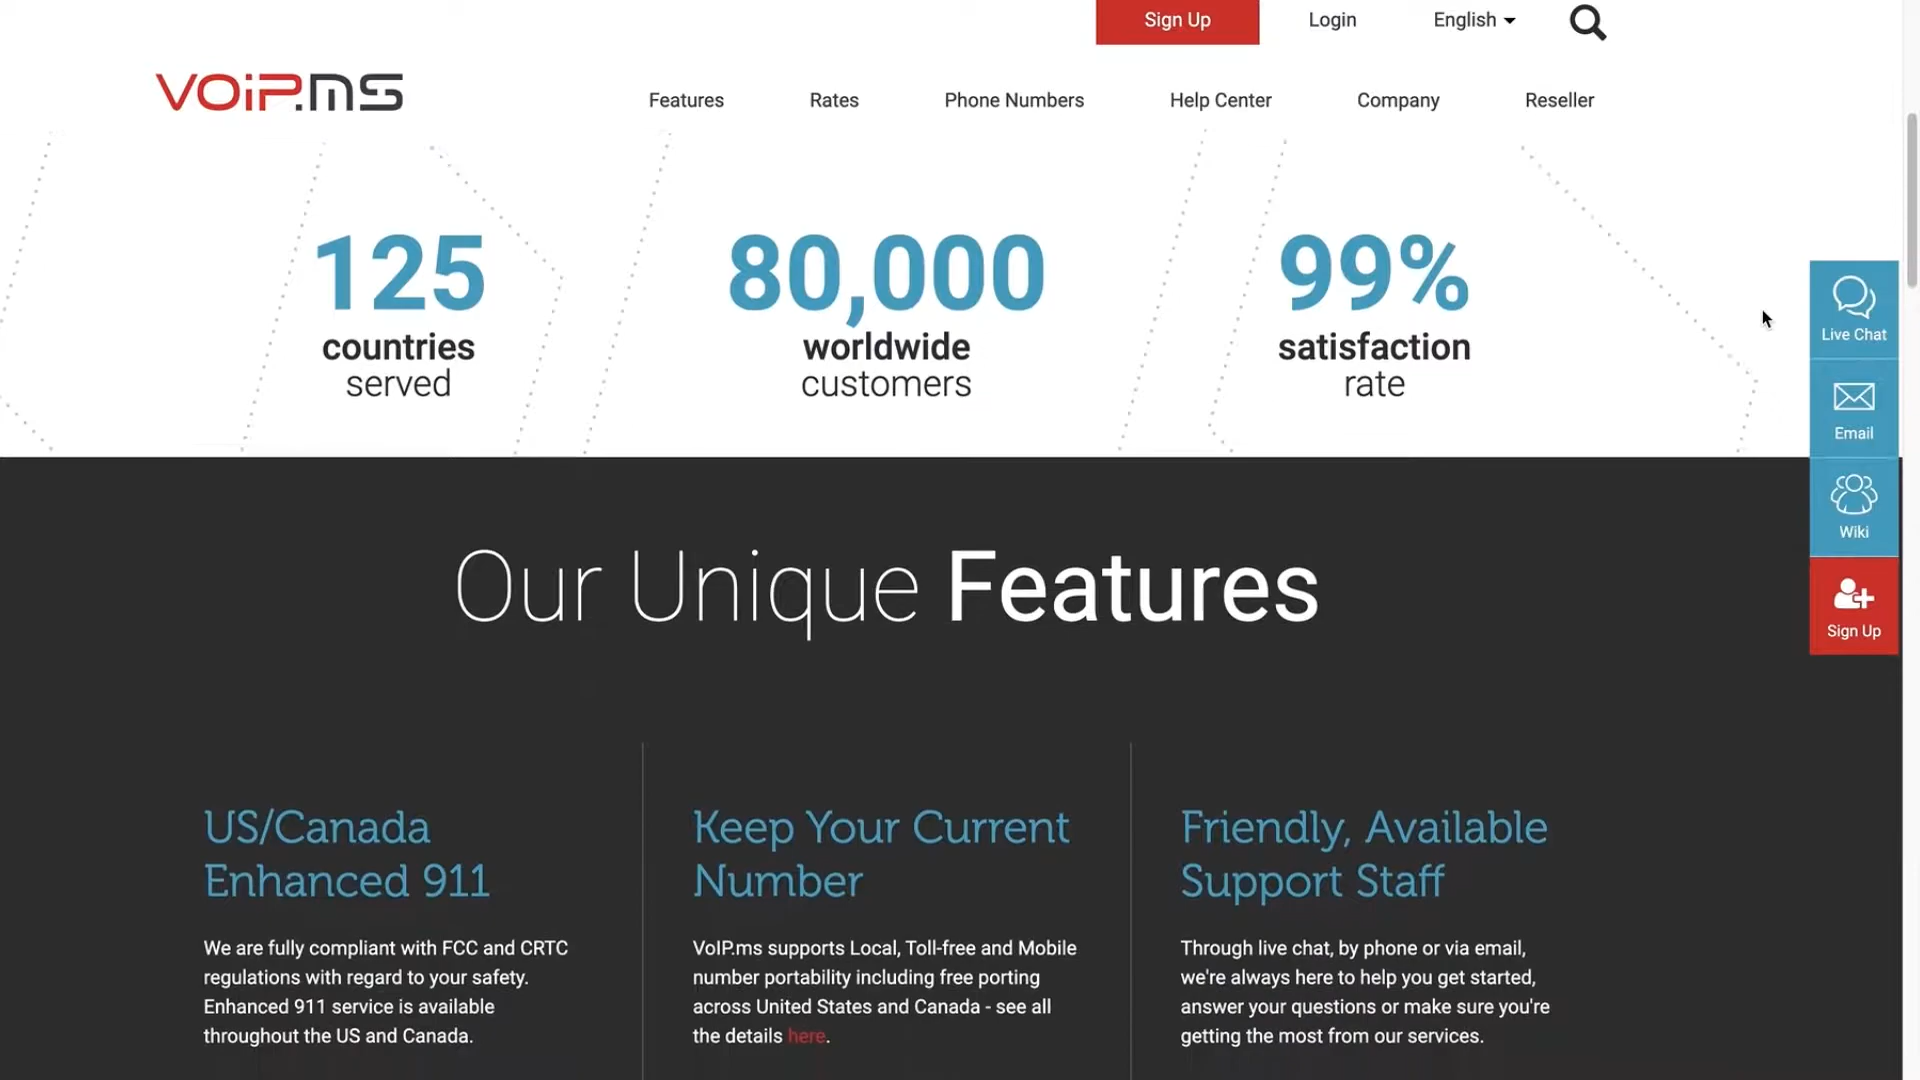 Sign Up Login English
VOiP.MS Features Rates Phone Numbers Help Center Company Reseller
125 80,000 99%
countries worldwide satisfaction
served customers rate
Live Chat
Email
Wiki
Sign Up
Our Unique Features
US/Canada
Enhanced 911
We are fully compliant with FCC and CRTC
regulations with regard to your safety.
Enhanced 911 service is available
throughout the US and Canada.
Keep Your Current
Number
VoIP.ms supports Local, Toll-free and Mobile
number portability including free porting
across United States and Canada - see all
the details here.
Friendly, Available
Support Staff
Through live chat, by phone or via email,
we're always here to help you get started,
answer your questions or make sure you're
getting the most from our services.